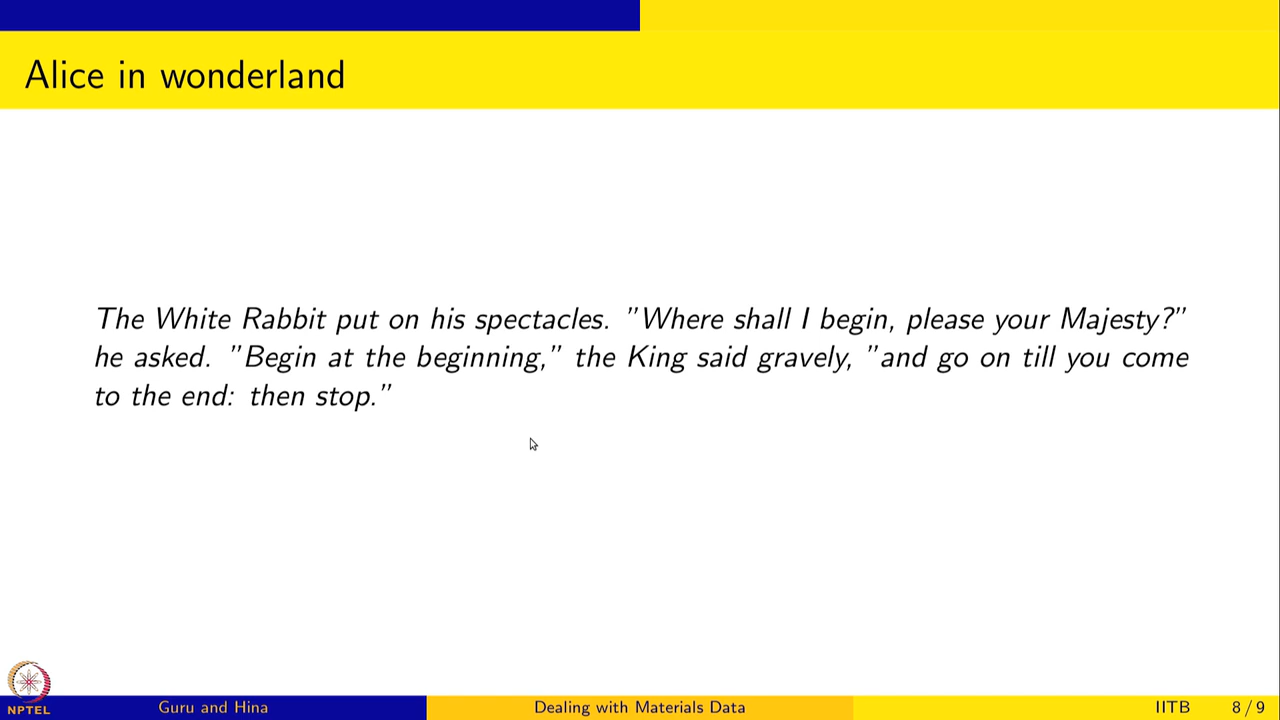 Alice in wonderland
The White Rabbit put on his spectacles. ”Where shall I begin, please your Majesty?”
he asked. ”Begin at the beginning,” the King said gravely, ”and go on till you come
to the end: then stop.”
NPTEL
Guru and Hina
Dealing with Materials Data
IITB
8 / 9